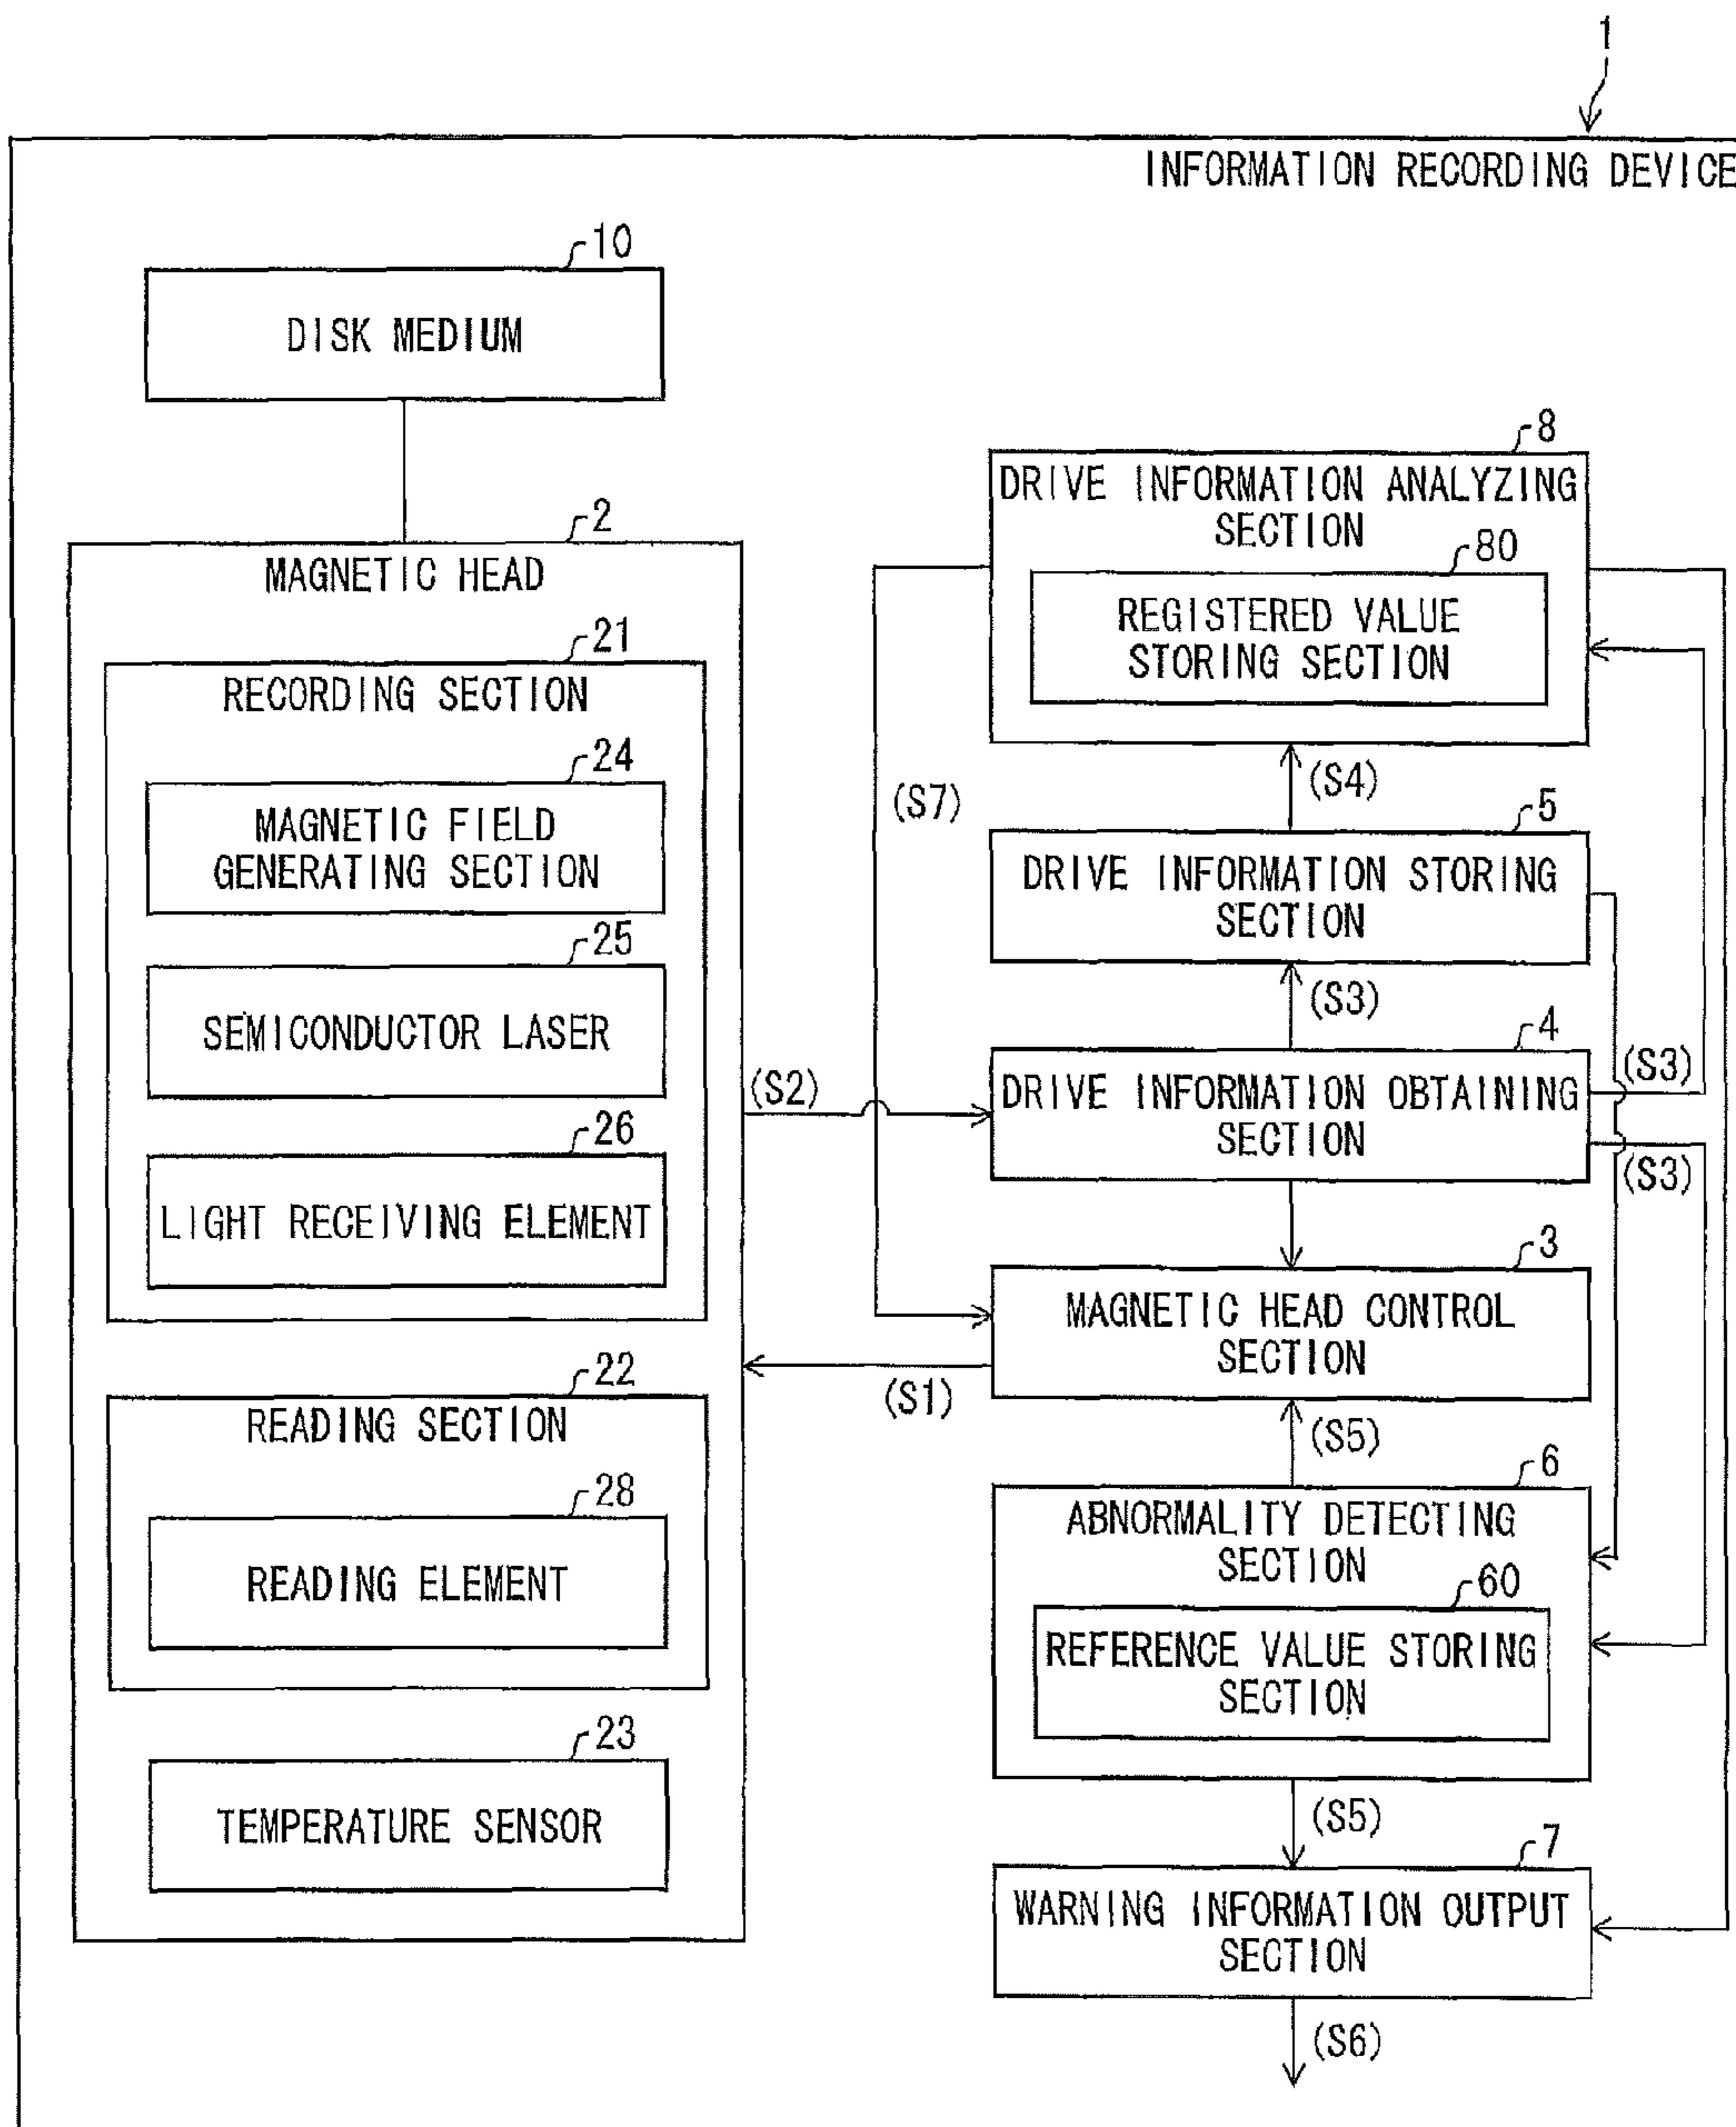 1
INFORMATION RECORDING DEVICE
10
DISK MEDIUM
2
MAGNETIC HEAD
21
RECORDING SECTION
24
MAGNETIC FIELD
GENERATING SECTION
25
SEMICONDUCTOR LASER
26
LIGHT RECEIVING ELEMENT
22
READING SECTION
28
READING ELEMENT
23
TEMPERATURE SENSOR
(S2)
(S1)
(S7)
8
DRIVE INFORMATION ANALYZING
SECTION
80
REGISTERED VALUE
STORING SECTION
(S4)
5
DRIVE INFORMATION STORING
SECTION
(S3)
4
DRIVE INFORMATION OBTAINING
SECTION
(S3)
(S3)
3
MAGNETIC HEAD CONTROL
SECTION
(S5)
6
ABNORMALITY DETECTING
SECTION
60
REFERENCE VALUE STORING
SECTION
(S5)
7
WARNING INFORMATION OUTPUT
SECTION
(S6)